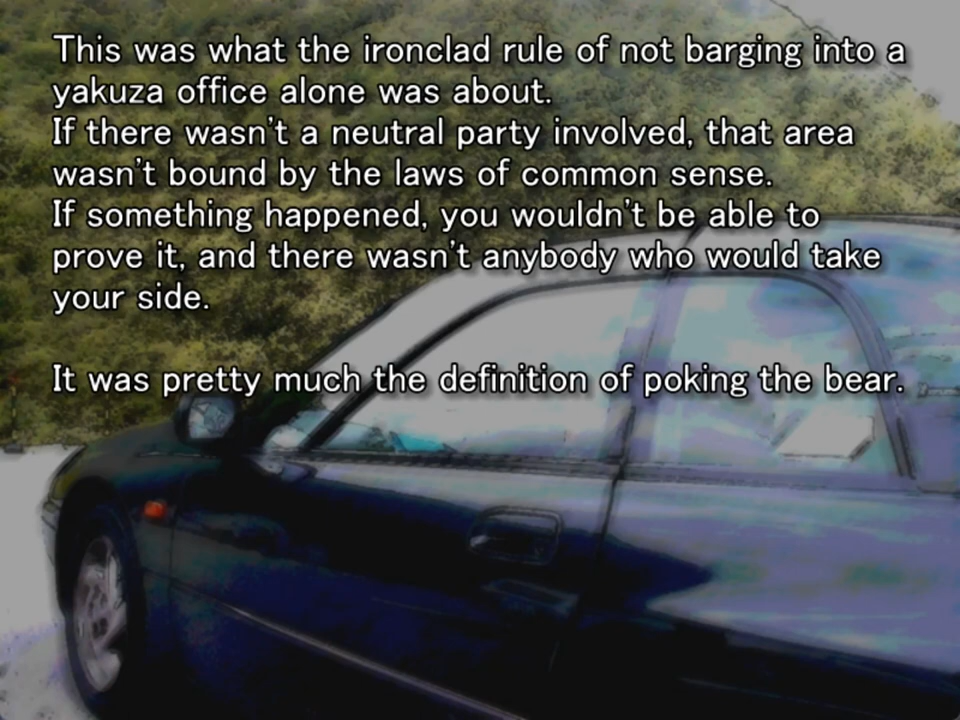 This was what the ironclad rule of not barging into a
yakuza office alone was about.
If there wasn't a neutral party involved, that area
wasn't bound by the laws of common sense.
If something happened, you wouldn't be able to
prove it, and there wasn't anybody who would take
your side.
It was pretty much the definition of poking the bear.